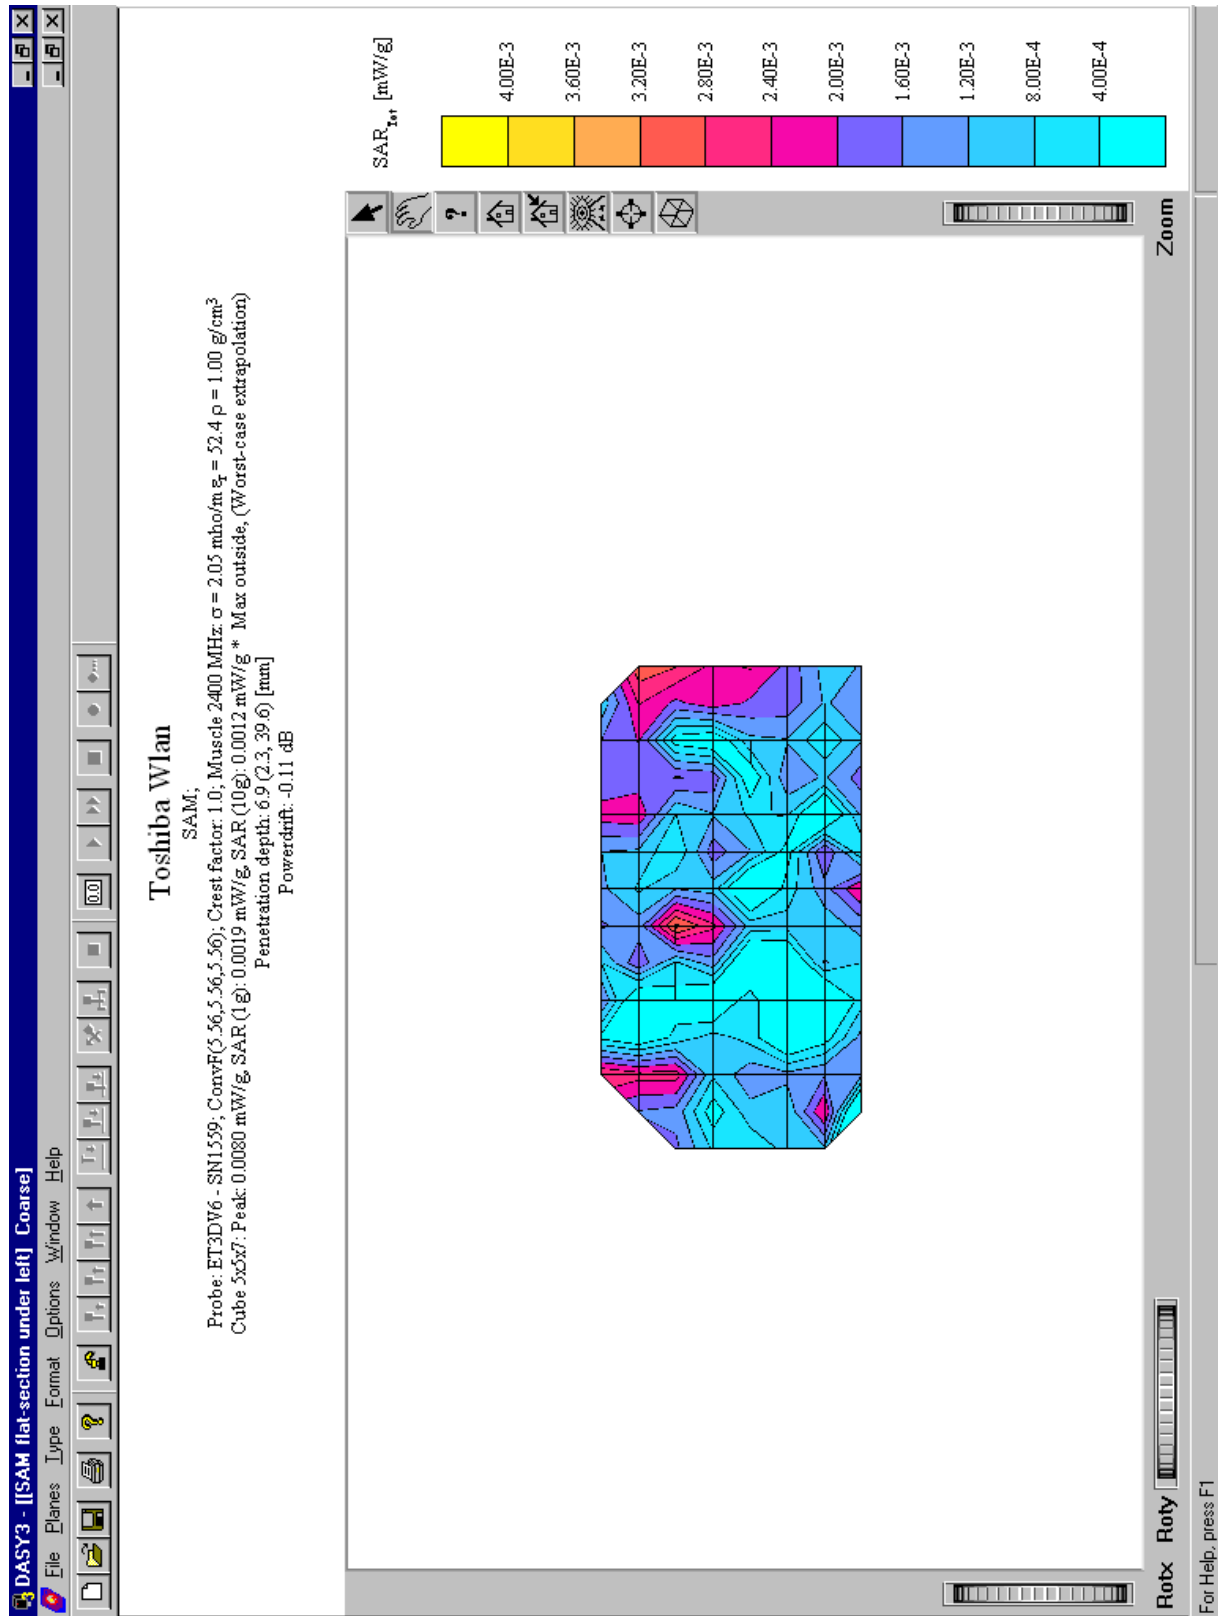 DASY3 - [[SAM flat-section under left]  Coarse]
File Planes Type Format Options Window Help
0.0
Toshiba Wlan
SAM;
Probe: ET3DV6 - SN1559; ConvF(5.56,5.56,5.56); Crest factor: 1.0; Muscle 2400 MHz: σ = 2.05 mho/m εr = 52.4 ρ = 1.00 g/cm³
Cube 5x5x7: Peak: 0.0080 mW/g, SAR (1g): 0.0019 mW/g, SAR (10g): 0.0012 mW/g * Max outside, (Worst-case extrapolation)
Penetration depth: 6.9 (2.3, 39.6) [mm]
Powerdrift: -0.11 dB
SARTot [mW/g]
4.00E-3
3.60E-3
3.20E-3
2.80E-3
2.40E-3
2.00E-3
1.60E-3
1.20E-3
8.00E-4
4.00E-4
Rotx Roty
Zoom
For Help, press F1